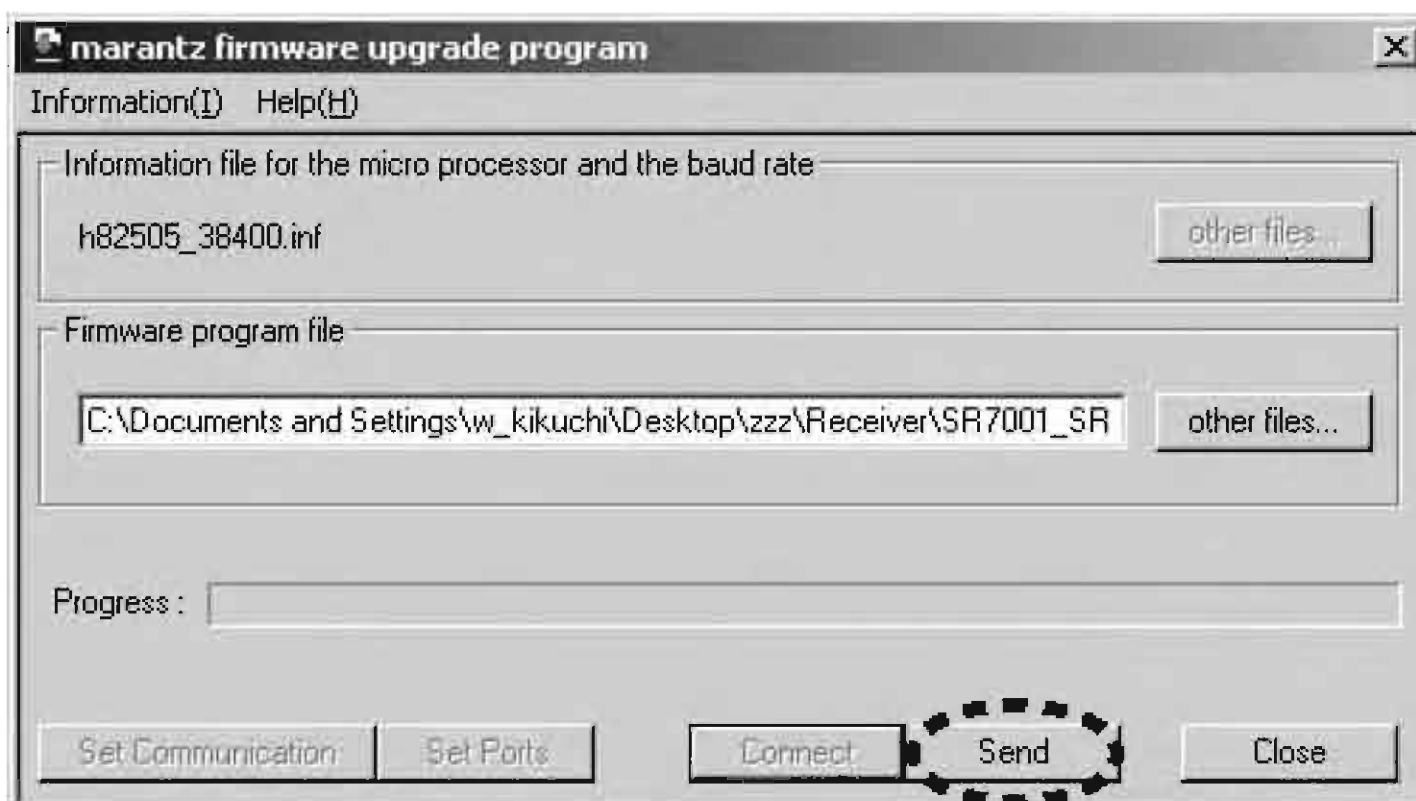 marantz firmware upgrade program
Information(I) Help(H)
Information file for the micro processor and the baud rate
h82505_38400.inf
other files...
Firmware program file
C:\Documents and Settings\w_kikuchi\Desktop\zzz\Receiver\SR7001_SR
other files...
Progress :
Set Communication Set Ports Connect Send Close